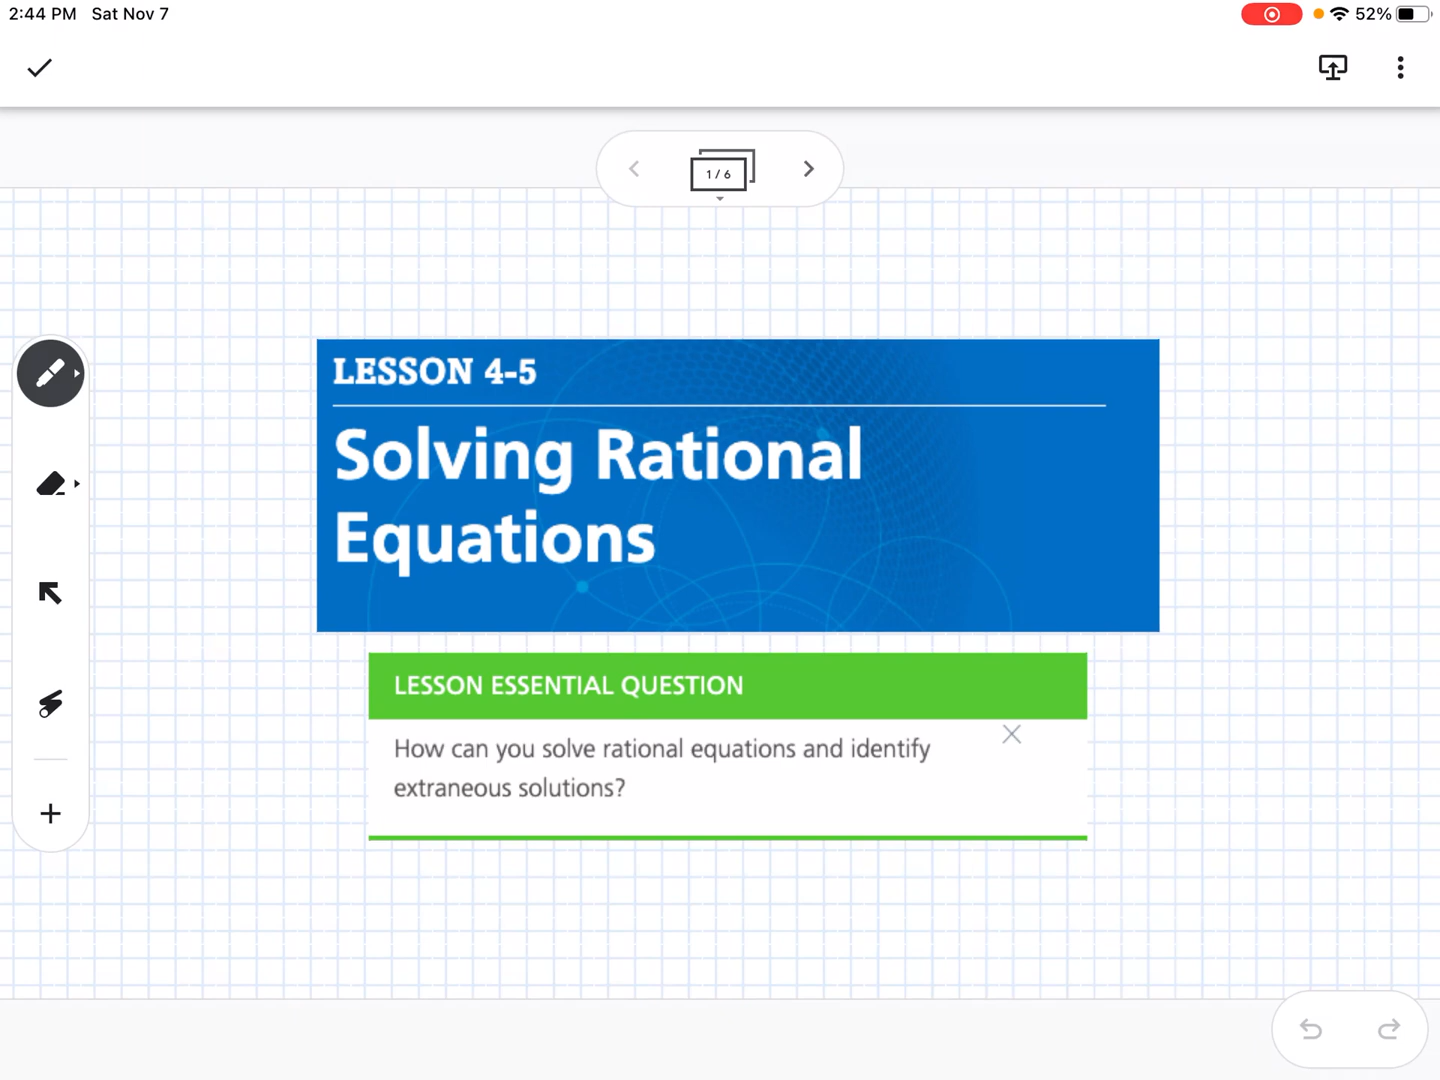 2:44 PM Sat Nov 7
52%
1 / 6
LESSON 4-5
Solving Rational
Equations
LESSON ESSENTIAL QUESTION
How can you solve rational equations and identify
extraneous solutions?